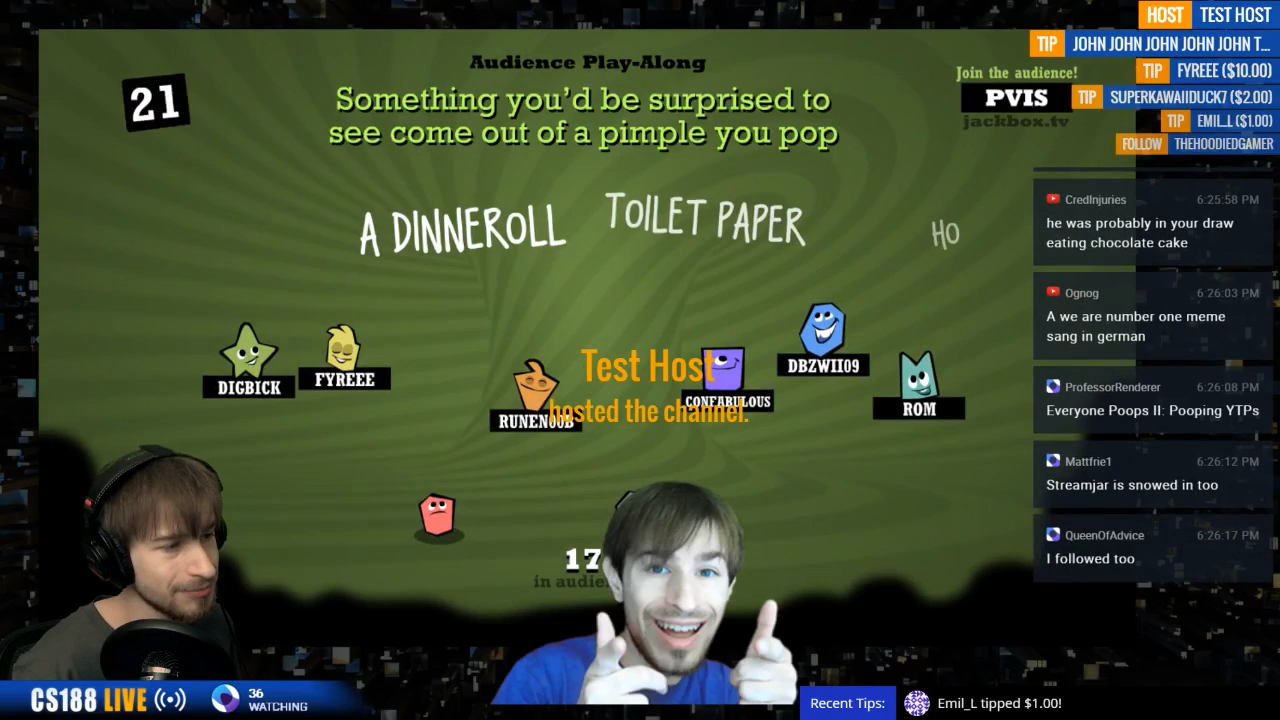 HOST TEST HOST
TIP JOHN JOHN JOHN JOHN JOHN T...
TIP FYREEE ($10.00)
TIP SUPERKAWAIIDUCK7 ($2.00)
TIP EMIL_L ($1.00)
FOLLOW THEHOODIEDGAMER
21
Audience Play-Along
Something you'd be surprised to
see come out of a pimple you pop
Join the audience!
PVIS
jackbox.tv
A DINNEROLL
TOILET PAPER
HO
DIGBICK
FYREEE
RUNENOOB
CONFABULOUS
DBZWII09
ROM
Test Host
hosted the channel.
17
in audie
CredInjuries 6:25:58 PM
he was probably in your draw
eating chocolate cake
Ognog 6:26:03 PM
A we are number one meme
sang in german
ProfessorRenderer 6:26:08 PM
Everyone Poops II: Pooping YTPs
Mattfrie1 6:26:12 PM
Streamjar is snowed in too
QueenOfAdvice 6:26:17 PM
I followed too
CS188 LIVE
36
WATCHING
Recent Tips:
Emil_L tipped $1.00!